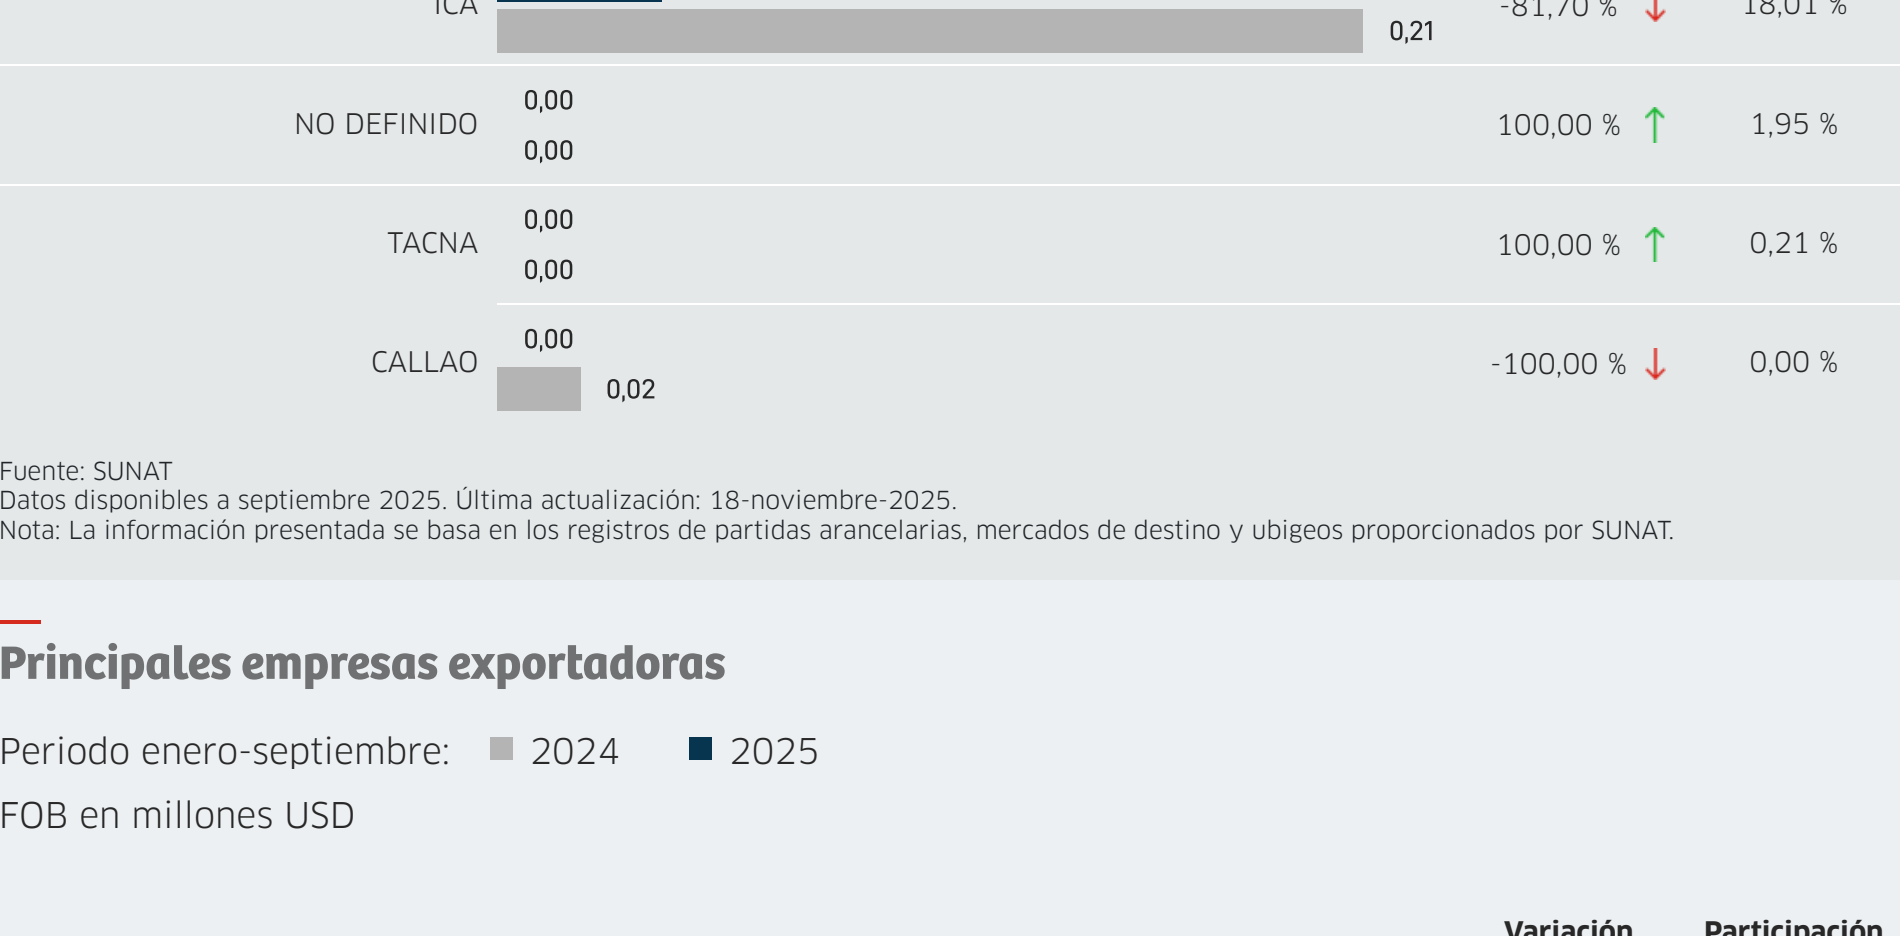 ICA
-81,70 %
18,01 %
0,21
0,00
NO DEFINIDO
100,00 %
1,95 %
0,00
0,00
TACNA
100,00 %
0,21 %
0,00
0,00
CALLAO
-100,00 %
0,00 %
0,02
Fuente: SUNAT
Datos disponibles a septiembre 2025. Última actualización: 18-noviembre-2025.
Nota: La información presentada se basa en los registros de partidas arancelarias, mercados de destino y ubigeos proporcionados por SUNAT.
Principales empresas exportadoras
Periodo enero-septiembre: 2024 2025
FOB en millones USD
Variación Participación